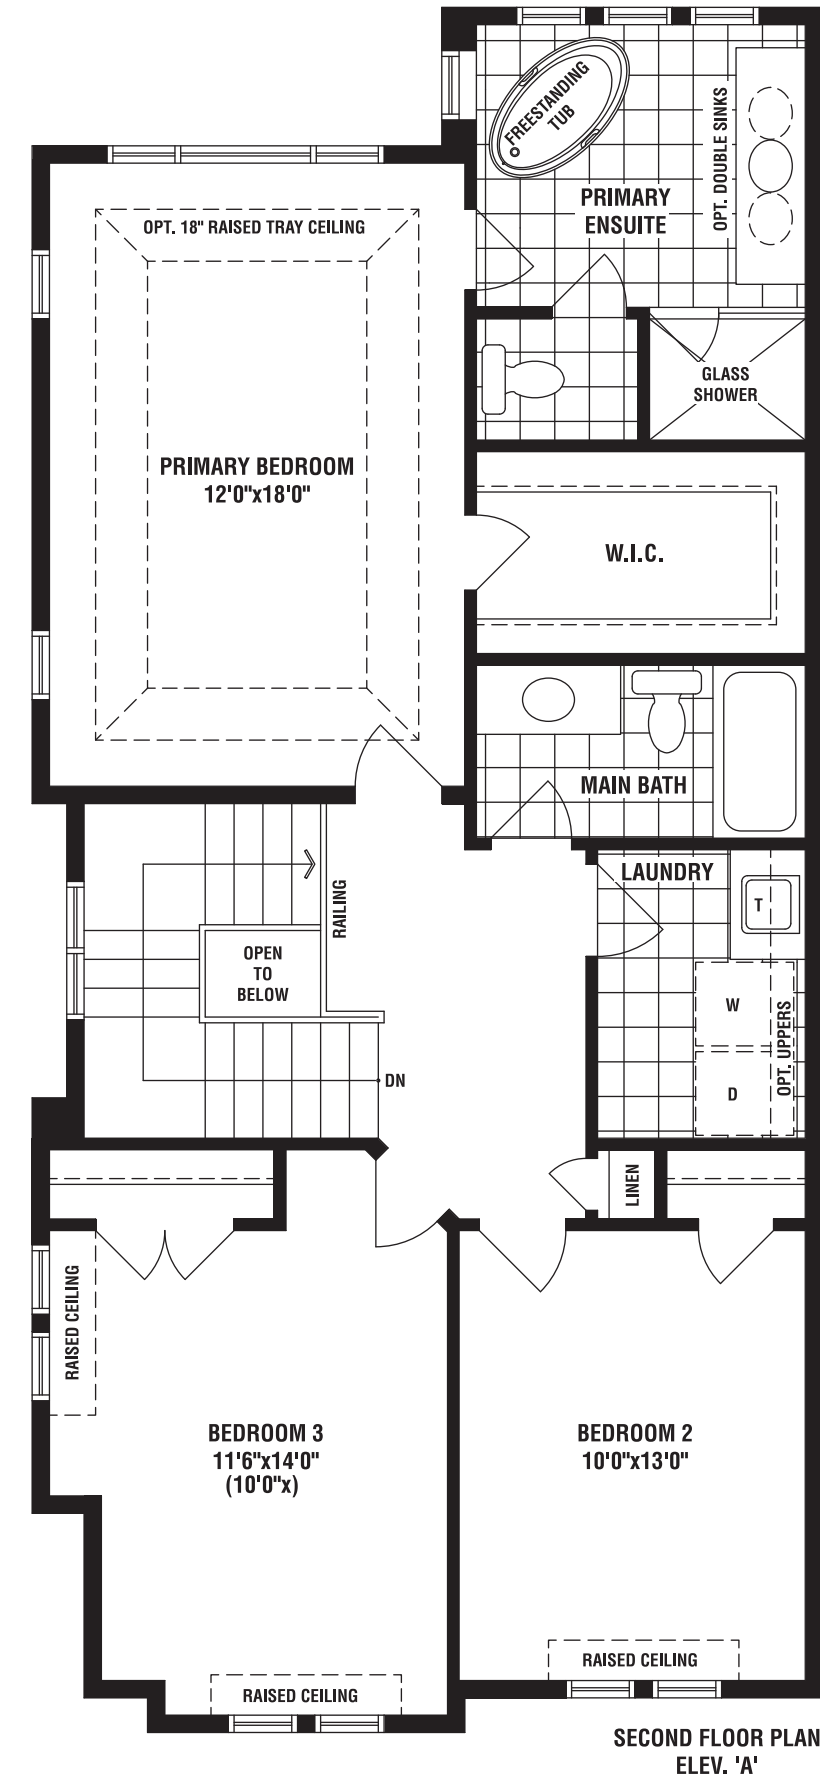 FREESTANDING
TUB
OPT. DOUBLE SINKS
PRIMARY
ENSUITE
OPT. 18" RAISED TRAY CEILING
GLASS
SHOWER
PRIMARY BEDROOM
12'0"x18'0"
W.I.C.
MAIN BATH
LAUNDRY
T
RAILING
OPEN
TO
BELOW
W
OPT. UPPERS
DN
D
LINEN
RAISED CEILING
BEDROOM 3
11'6"x14'0"
(10'0"x)
BEDROOM 2
10'0"x13'0"
RAISED CEILING
RAISED CEILING
SECOND FLOOR PLAN
ELEV. 'A'